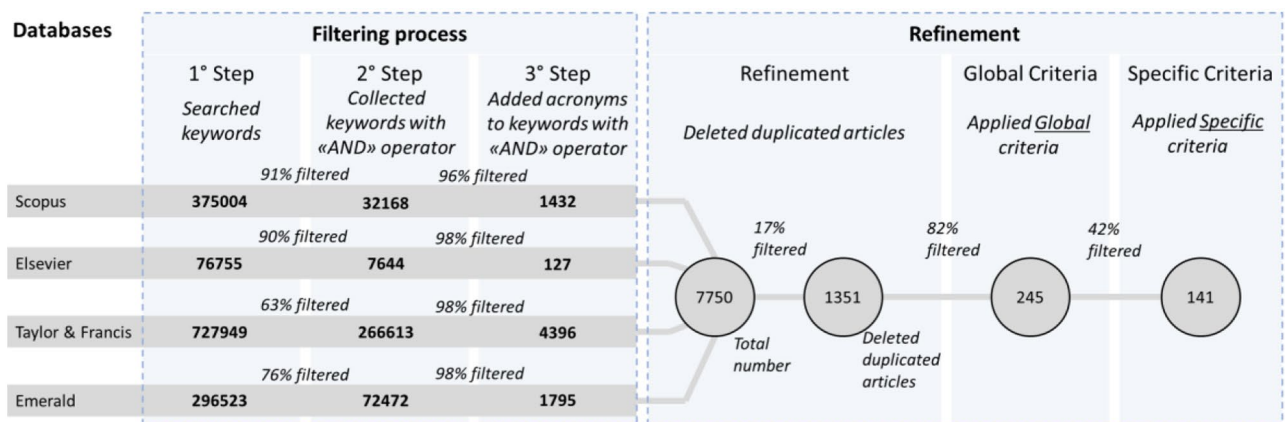 Databases
Filtering process
Refinement
1° Step
2° Step
3° Step
Refinement
Global Criteria
Specific Criteria
Searched
keywords
Collected
keywords with
«AND» operator
Added acronyms
to keywords with
«AND» operator
Deleted duplicated articles
Applied Global
criteria
Applied Specific
criteria
91% filtered
96% filtered
Scopus
375004
32168
1432
90% filtered
98% filtered
Elsevier
76755
7644
127
63% filtered
98% filtered
Taylor & Francis
727949
266613
4396
76% filtered
98% filtered
Emerald
296523
72472
1795
17%
filtered
82%
filtered
42%
filtered
7750
1351
245
141
Total
number
Deleted
duplicated
articles